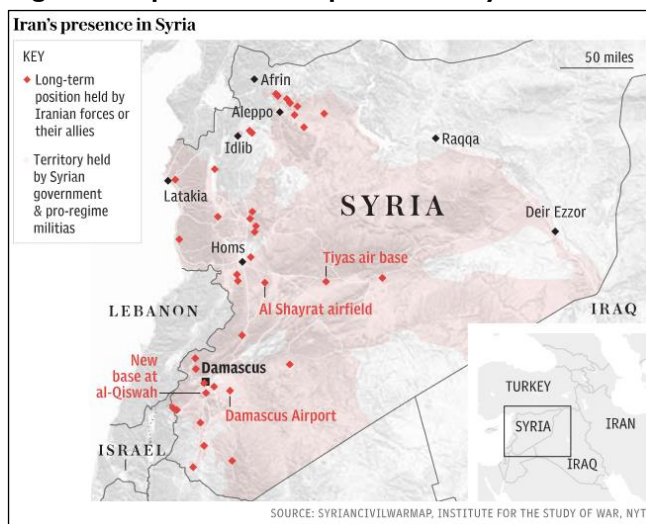 Iran's presence in Syria
KEY
Long-term
position held by
Iranian forces or
their allies
Territory held
by Syrian
government
& pro-regime
militias
50 miles
Afrin
Aleppo
Idlib
Raqqa
Latakia
SYRIA
Deir Ezzor
Homs
Tiyas air base
Al Shayrat airfield
LEBANON
IRAQ
New
base at
al-Qiswah
Damascus
Damascus Airport
ISRAEL
TURKEY
SYRIA
IRAN
IRAQ
SOURCE: SYRIANCIVILWARMAP, INSTITUTE FOR THE STUDY OF WAR, NYT